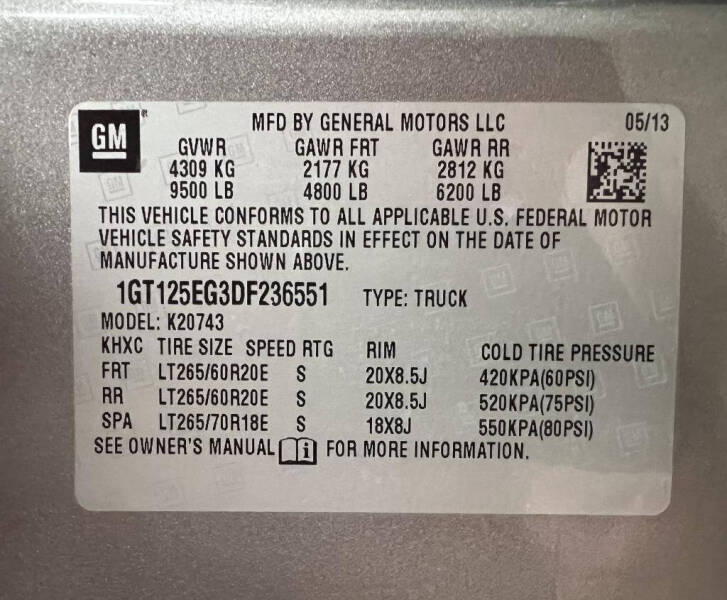 GM MFD BY GENERAL MOTORS LLC 05/13
GVWR GAWR FRT GAWR RR
4309 KG 2177 KG 2812 KG
9500 LB 4800 LB 6200 LB
THIS VEHICLE CONFORMS TO ALL APPLICABLE U.S. FEDERAL MOTOR
VEHICLE SAFETY STANDARDS IN EFFECT ON THE DATE OF
MANUFACTURE SHOWN ABOVE.
1GT125EG3DF236551 TYPE: TRUCK
MODEL: K20743
KHXC TIRE SIZE SPEED RTG RIM COLD TIRE PRESSURE
FRT LT265/60R20E S 20X8.5J 420KPA(60PSI)
RR LT265/60R20E S 20X8.5J 520KPA(75PSI)
SPA LT265/70R18E S 18X8J 550KPA(80PSI)
SEE OWNER'S MANUAL i FOR MORE INFORMATION.